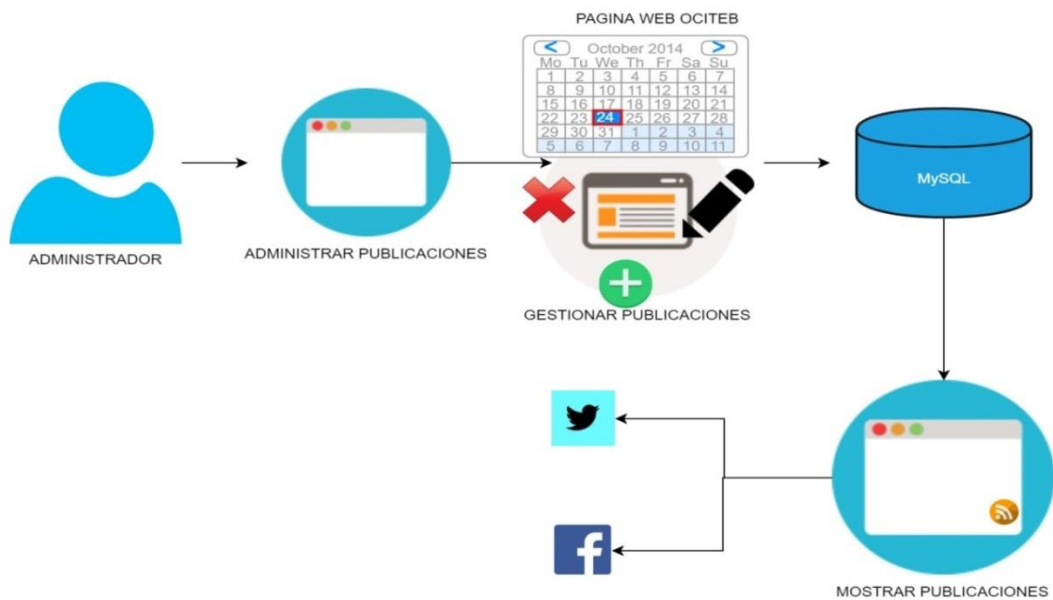 PAGINA WEB OCITEB
< October 2014 >
Mo Tu We Th Fr Sa Su
1 2 3 4 5 6 7
8 9 10 11 12 13 14
15 16 17 18 19 20 21
22 23 24 25 26 27 28
29 30 31 1 2 3 4
5 6 7 8 9 10 11
MySQL
ADMINISTRADOR
ADMINISTRAR PUBLICACIONES
GESTIONAR PUBLICACIONES
MOSTRAR PUBLICACIONES